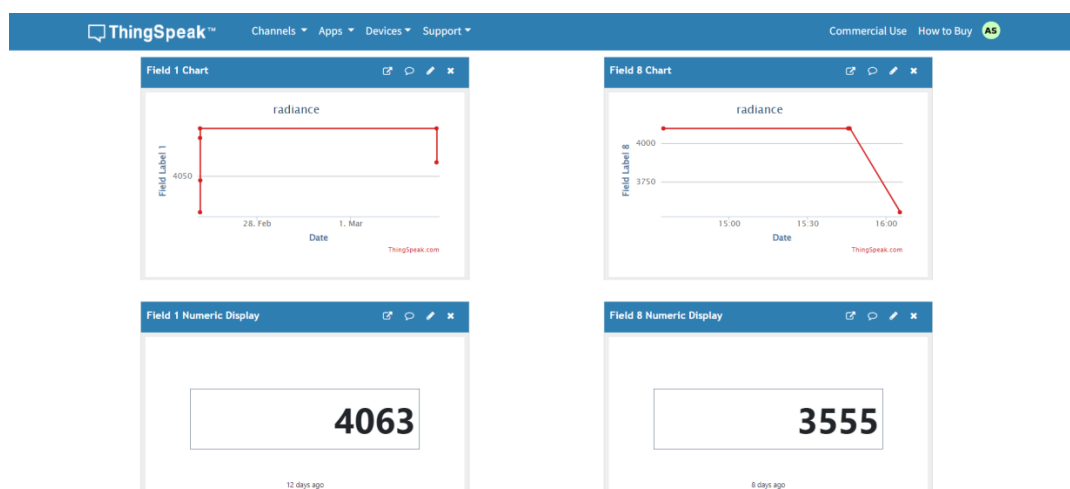 ThingSpeak™ Channels Apps Devices Support Commercial Use How to Buy AS
Field 1 Chart
radiance
Field Label 1
4050
28. Feb 1. Mar
Date
ThingSpeak.com
Field 8 Chart
radiance
Field Label 8
4000
3750
15:00 15:30 16:00
Date
ThingSpeak.com
Field 1 Numeric Display
4063
12 days ago
Field 8 Numeric Display
3555
8 days ago